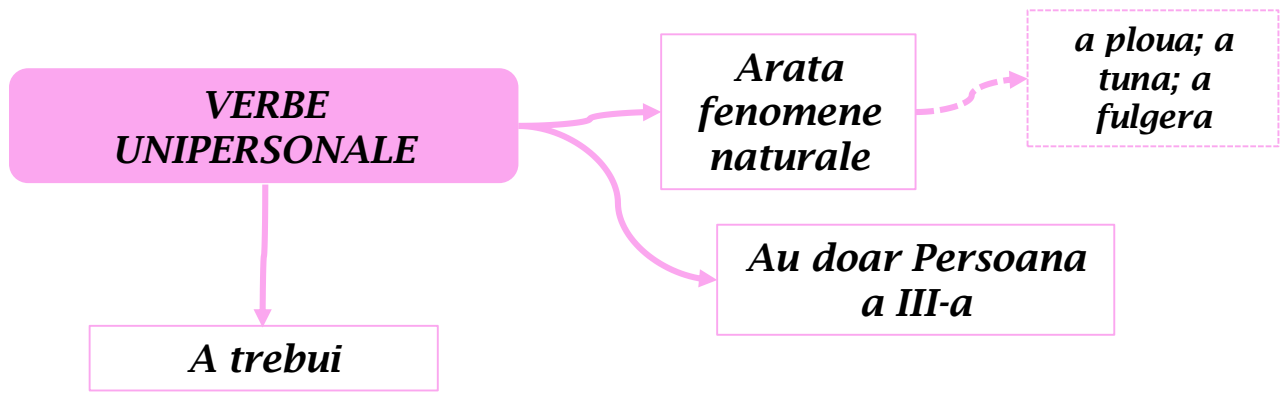 VERBE
UNIPERSONALE
Arata
fenomene
naturale
a ploua; a
tuna; a
fulgera
Au doar Persoana
a III-a
A trebui